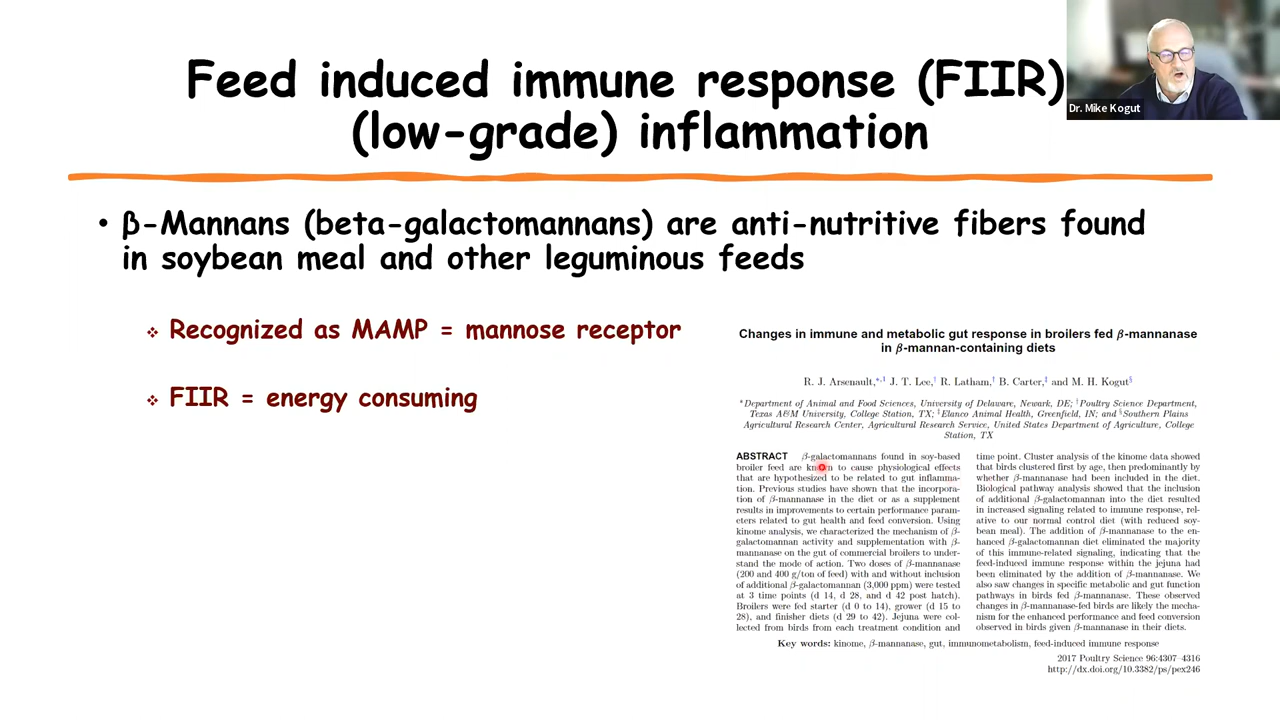 Feed induced immune response (FIIR)
(low-grade) inflammation
Dr. Mike Kogut
• β-Mannans (beta-galactomannans) are anti-nutritive fibers found
in soybean meal and other leguminous feeds
❖ Recognized as MAMP = mannose receptor
❖ FIIR = energy consuming
Changes in immune and metabolic gut response in broilers fed β-mannanase
in β-mannan-containing diets
R. J. Arsenault,*,1 J. T. Lee,† R. Latham,† B. Carter,‡ and M. H. Kogut§
*Department of Animal and Food Sciences, University of Delaware, Newark, DE; †Poultry Science Department,
Texas A&M University, College Station, TX; ‡Elanco Animal Health, Greenfield, IN; and §Southern Plains
Agricultural Research Center, Agricultural Research Service, United States Department of Agriculture, College
Station, TX
ABSTRACT β-galactomannans found in soy-based
broiler feed are known to cause physiological effects
that are hypothesized to be related to gut inflamma-
tion. Previous studies have shown that the incorpora-
tion of β-mannanase in the diet or as a supplement
results in improvements to certain performance param-
eters related to gut health and feed conversion. Using
kinome analysis, we characterized the mechanism of β-
galactomannan activity and supplementation with β-
mannanase on the gut of commercial broilers to under-
stand the mode of action. Two doses of β-mannanase
(200 and 400 g/ton of feed) with and without inclusion
of additional β-galactomannan (3,000 ppm) were tested
at 3 time points (d 14, d 28, and d 42 post hatch).
Broilers were fed starter (d 0 to 14), grower (d 15 to
28), and finisher diets (d 29 to 42). Jejuna were col-
lected from birds from each treatment condition and
time point. Cluster analysis of the kinome data showed
that birds clustered first by age, then predominantly by
whether β-mannanase had been included in the diet.
Biological pathway analysis showed that the inclusion
of additional β-galactomannan into the diet resulted
in increased signaling related to immune response, rel-
ative to our normal control diet (with reduced soy-
bean meal). The addition of β-mannanase to the en-
hanced β-galactomannan diet eliminated the majority
of this immune-related signaling, indicating that the
feed-induced immune response within the jejuna had
been eliminated by the addition of β-mannanase. We
also saw changes in specific metabolic and gut function
pathways in birds fed β-mannanase. These observed
changes in β-mannanase-fed birds are likely the mecha-
nism for the enhanced performance and feed conversion
observed in birds given β-mannanase in their diets.
Key words: kinome, β-mannanase, gut, immunometabolism, feed-induced immune response
2017 Poultry Science 96:4307–4316
http://dx.doi.org/10.3382/ps/pex246